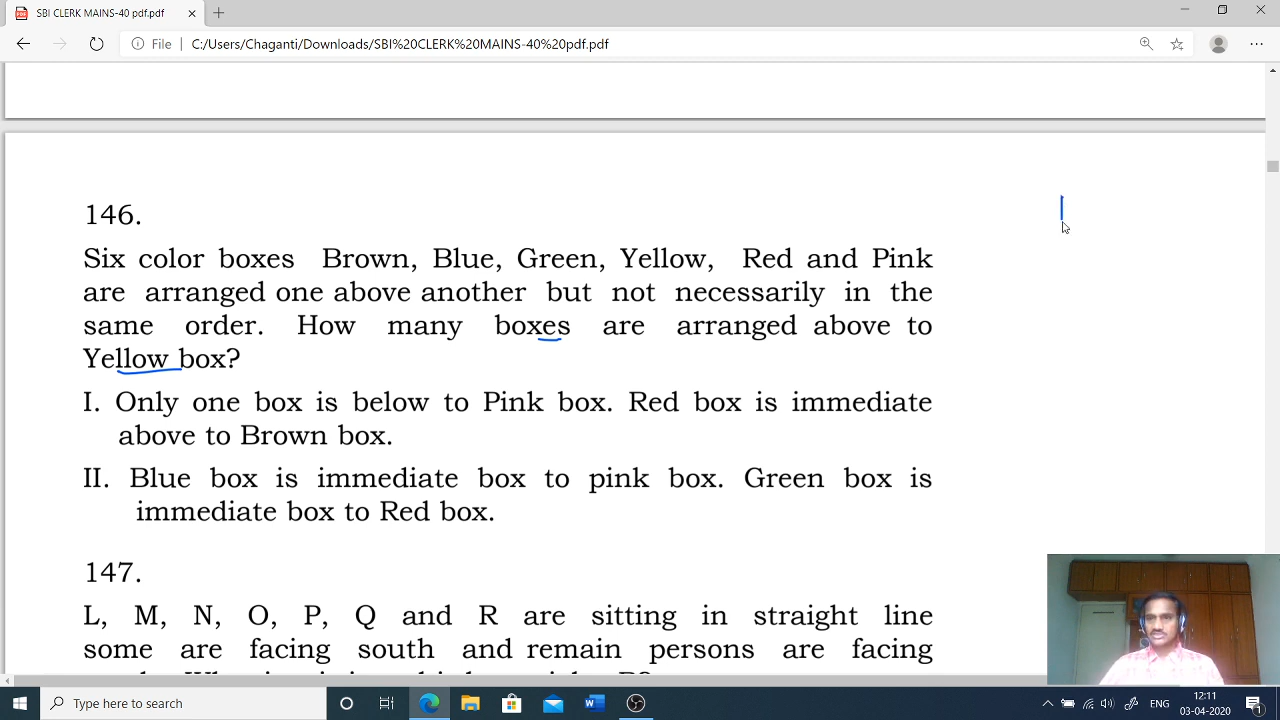 SBI CLERK MAINS-40 pdf.pdf
File
C:/Users/Chaganti/Downloads/SBI%20CLERK%20MAINS-40%20pdf.pdf
146.
Six color boxes Brown, Blue, Green, Yellow, Red and Pink
are arranged one above another but not necessarily in the
same order. How many boxes are arranged above to
Yellow box?
I. Only one box is below to Pink box. Red box is immediate
above to Brown box.
II. Blue box is immediate box to pink box. Green box is
immediate box to Red box.
147.
L, M, N, O, P, Q and R are sitting in straight line
some are facing south and remain persons are facing
Type here to search
ENG
12:11
03-04-2020